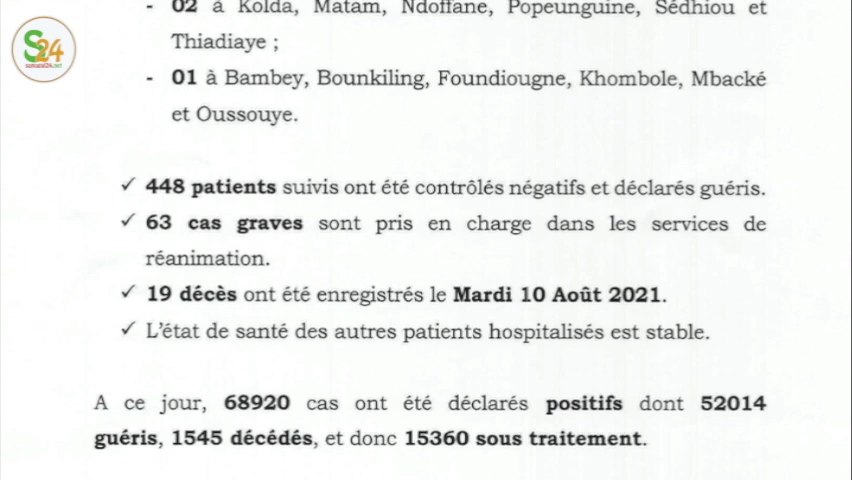 - 02 à Kolda, Matam, Ndoffane, Popeunguine, Sédhiou et
Thiadiaye ;
- 01 à Bambey, Bounkiling, Foundiougne, Khombole, Mbacké
et Oussouye.
✓ 448 patients suivis ont été contrôlés négatifs et déclarés guéris.
✓ 63 cas graves sont pris en charge dans les services de
réanimation.
✓ 19 décès ont été enregistrés le Mardi 10 Août 2021.
✓ L'état de santé des autres patients hospitalisés est stable.
A ce jour, 68920 cas ont été déclarés positifs dont 52014
guéris, 1545 décédés, et donc 15360 sous traitement.
S24